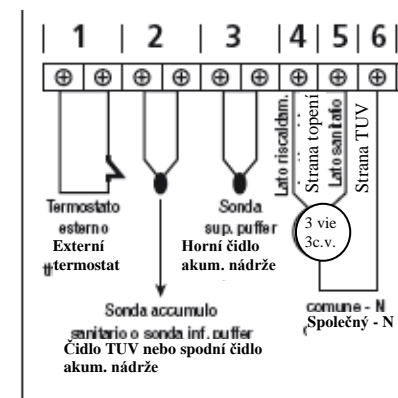 1 2 3 4 5 6
Lato riscaldam.
Strana topení
Lato sanitario
Strana TUV
Termostato
esterno
Externí
termostat
Sonda
sup. puffer
Horní čidlo
akum. nádrže
3 vie
3c.v.
comune - N
Společný - N
Sonda accumulo
sanitario o sonda inf. puffer
Čidlo TUV nebo spodní čidlo
akum. nádrže